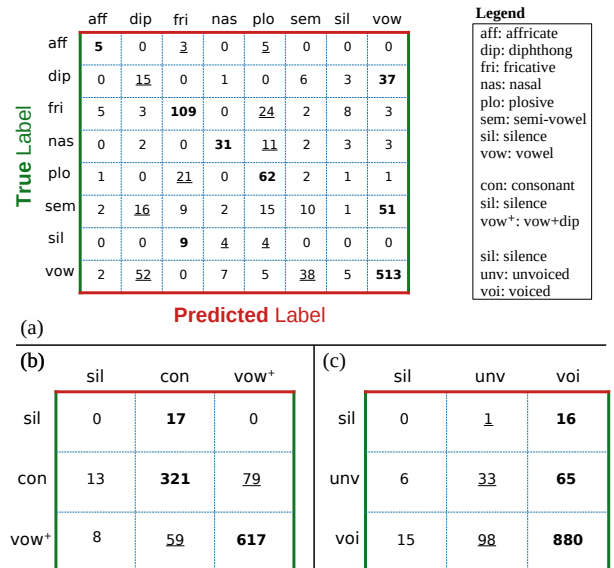 aff dip fri nas plo sem sil vow
aff 5 0 3 0 5 0 0 0
dip 0 15 0 1 0 6 3 37
fri 5 3 109 0 24 2 8 3
nas 0 2 0 31 11 2 3 3
plo 1 0 21 0 62 2 1 1
sem 2 16 9 2 15 10 1 51
sil 0 0 9 4 4 0 0 0
vow 2 52 0 7 5 38 5 513
True Label
Predicted Label
(a)
Legend
aff: affricate
dip: diphthong
fri: fricative
nas: nasal
plo: plosive
sem: semi-vowel
sil: silence
vow: vowel
con: consonant
sil: silence
vow⁺: vow+dip
sil: silence
unv: unvoiced
voi: voiced
(b)
sil con vow⁺
sil 0 17 0
con 13 321 79
vow⁺ 8 59 617
(c)
sil unv voi
sil 0 1 16
unv 6 33 65
voi 15 98 880